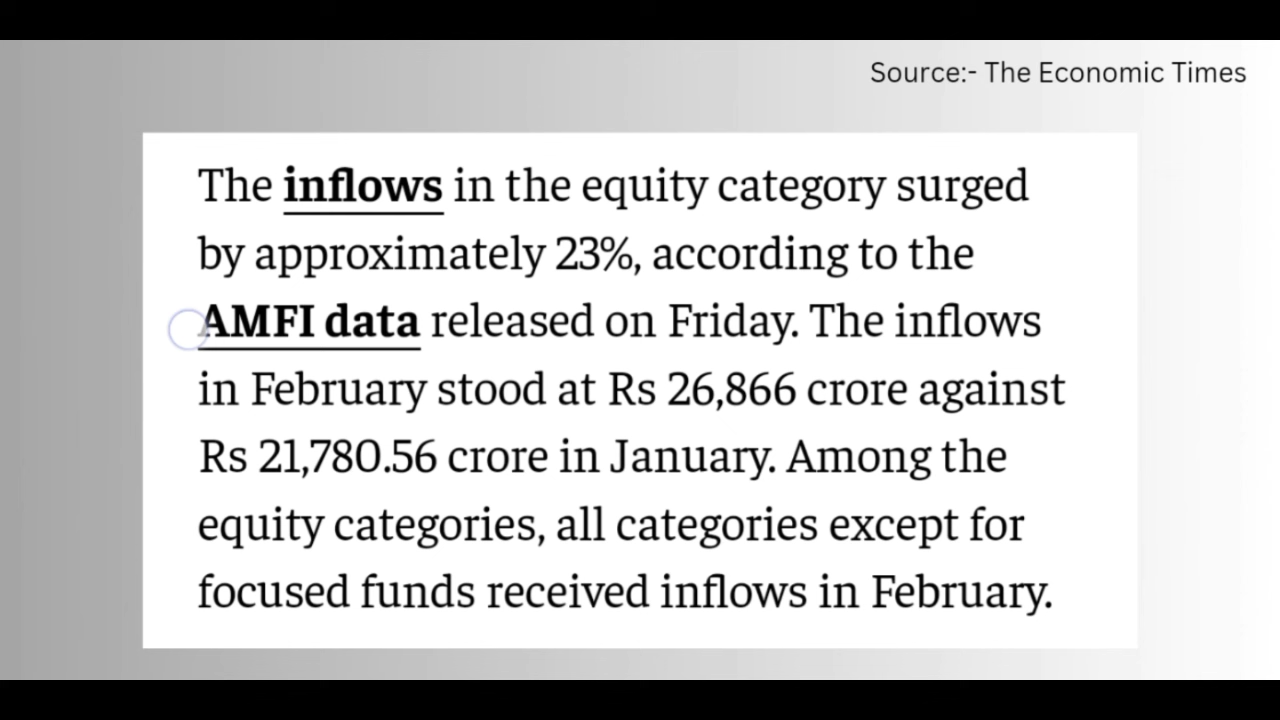 Source:- The Economic Times
The inflows in the equity category surged
by approximately 23%, according to the
AMFI data released on Friday. The inflows
in February stood at Rs 26,866 crore against
Rs 21,780.56 crore in January. Among the
equity categories, all categories except for
focused funds received inflows in February.